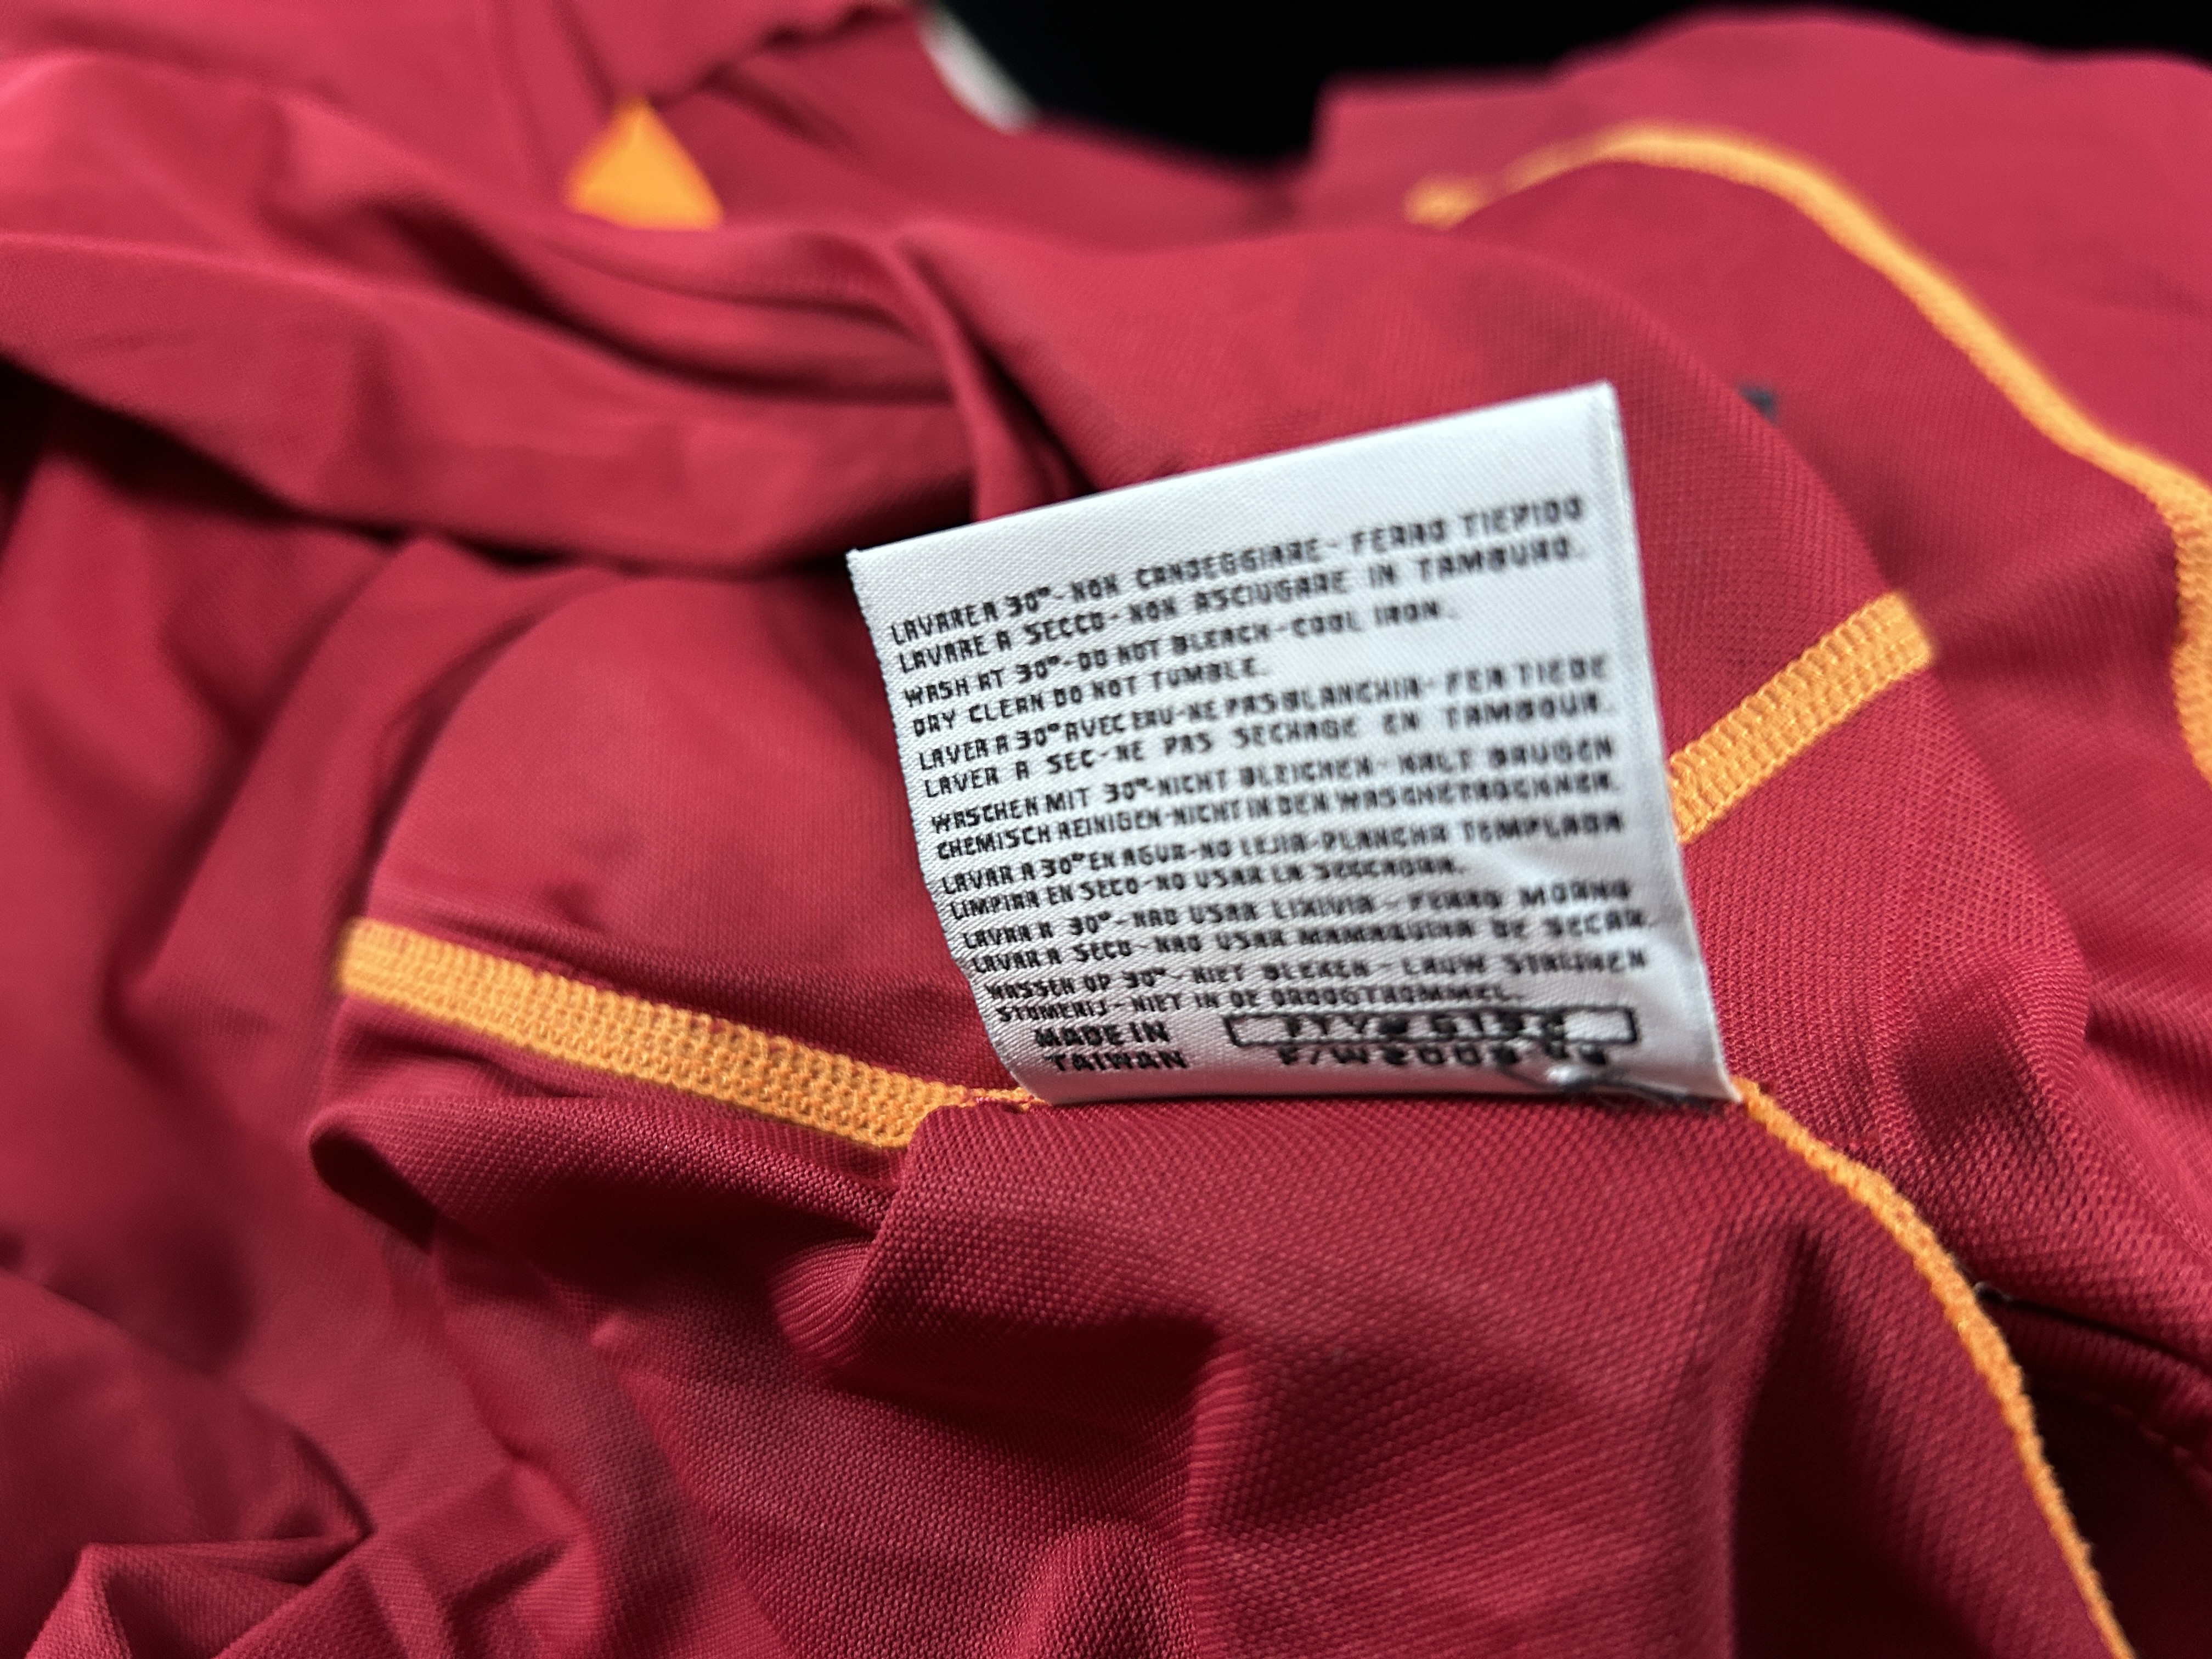 LAVARE A 30°-NON CANDEGGIARE- FERRO TIEPIDO
LAVARE A SECCO-NON ASCIUGARE IN TAMBURO.
WASH AT 30°-DO NOT BLEACH-COOL IRON.
DRY CLEAN DO NOT TUMBLE.
LAVER A 30°AVEC EAU-NE PAS BLANCHIR- FER TIEDE
LAVER A SEC-NE PAS SECHAGE EN TAMBOUR.
WASCHEN MIT 30°-NICHT BLEICHEN- KALT BRUGEN
CHEMISCH REINIGEN-NICHT IN DEN WASCHETROCKNER.
LAVAR A 30°EN AGUA-NO LEJIA-PLANCHA TEMPLADA
LIMPIAR EN SECO-NO USAR LA SECCADORA.
LAVAR A 30°-NAO USAR LIXIVIA - FERRO MORNO
LAVAR A SECO- NAO USAR MAMAQUINA DE SECAR.
WASSEN OP 30°-NIET BLEKEN - LAUW STRIJKEN
STOMERIJ-NIET IN DE DROOGTROMMEL.
MADE IN
TAIWAN